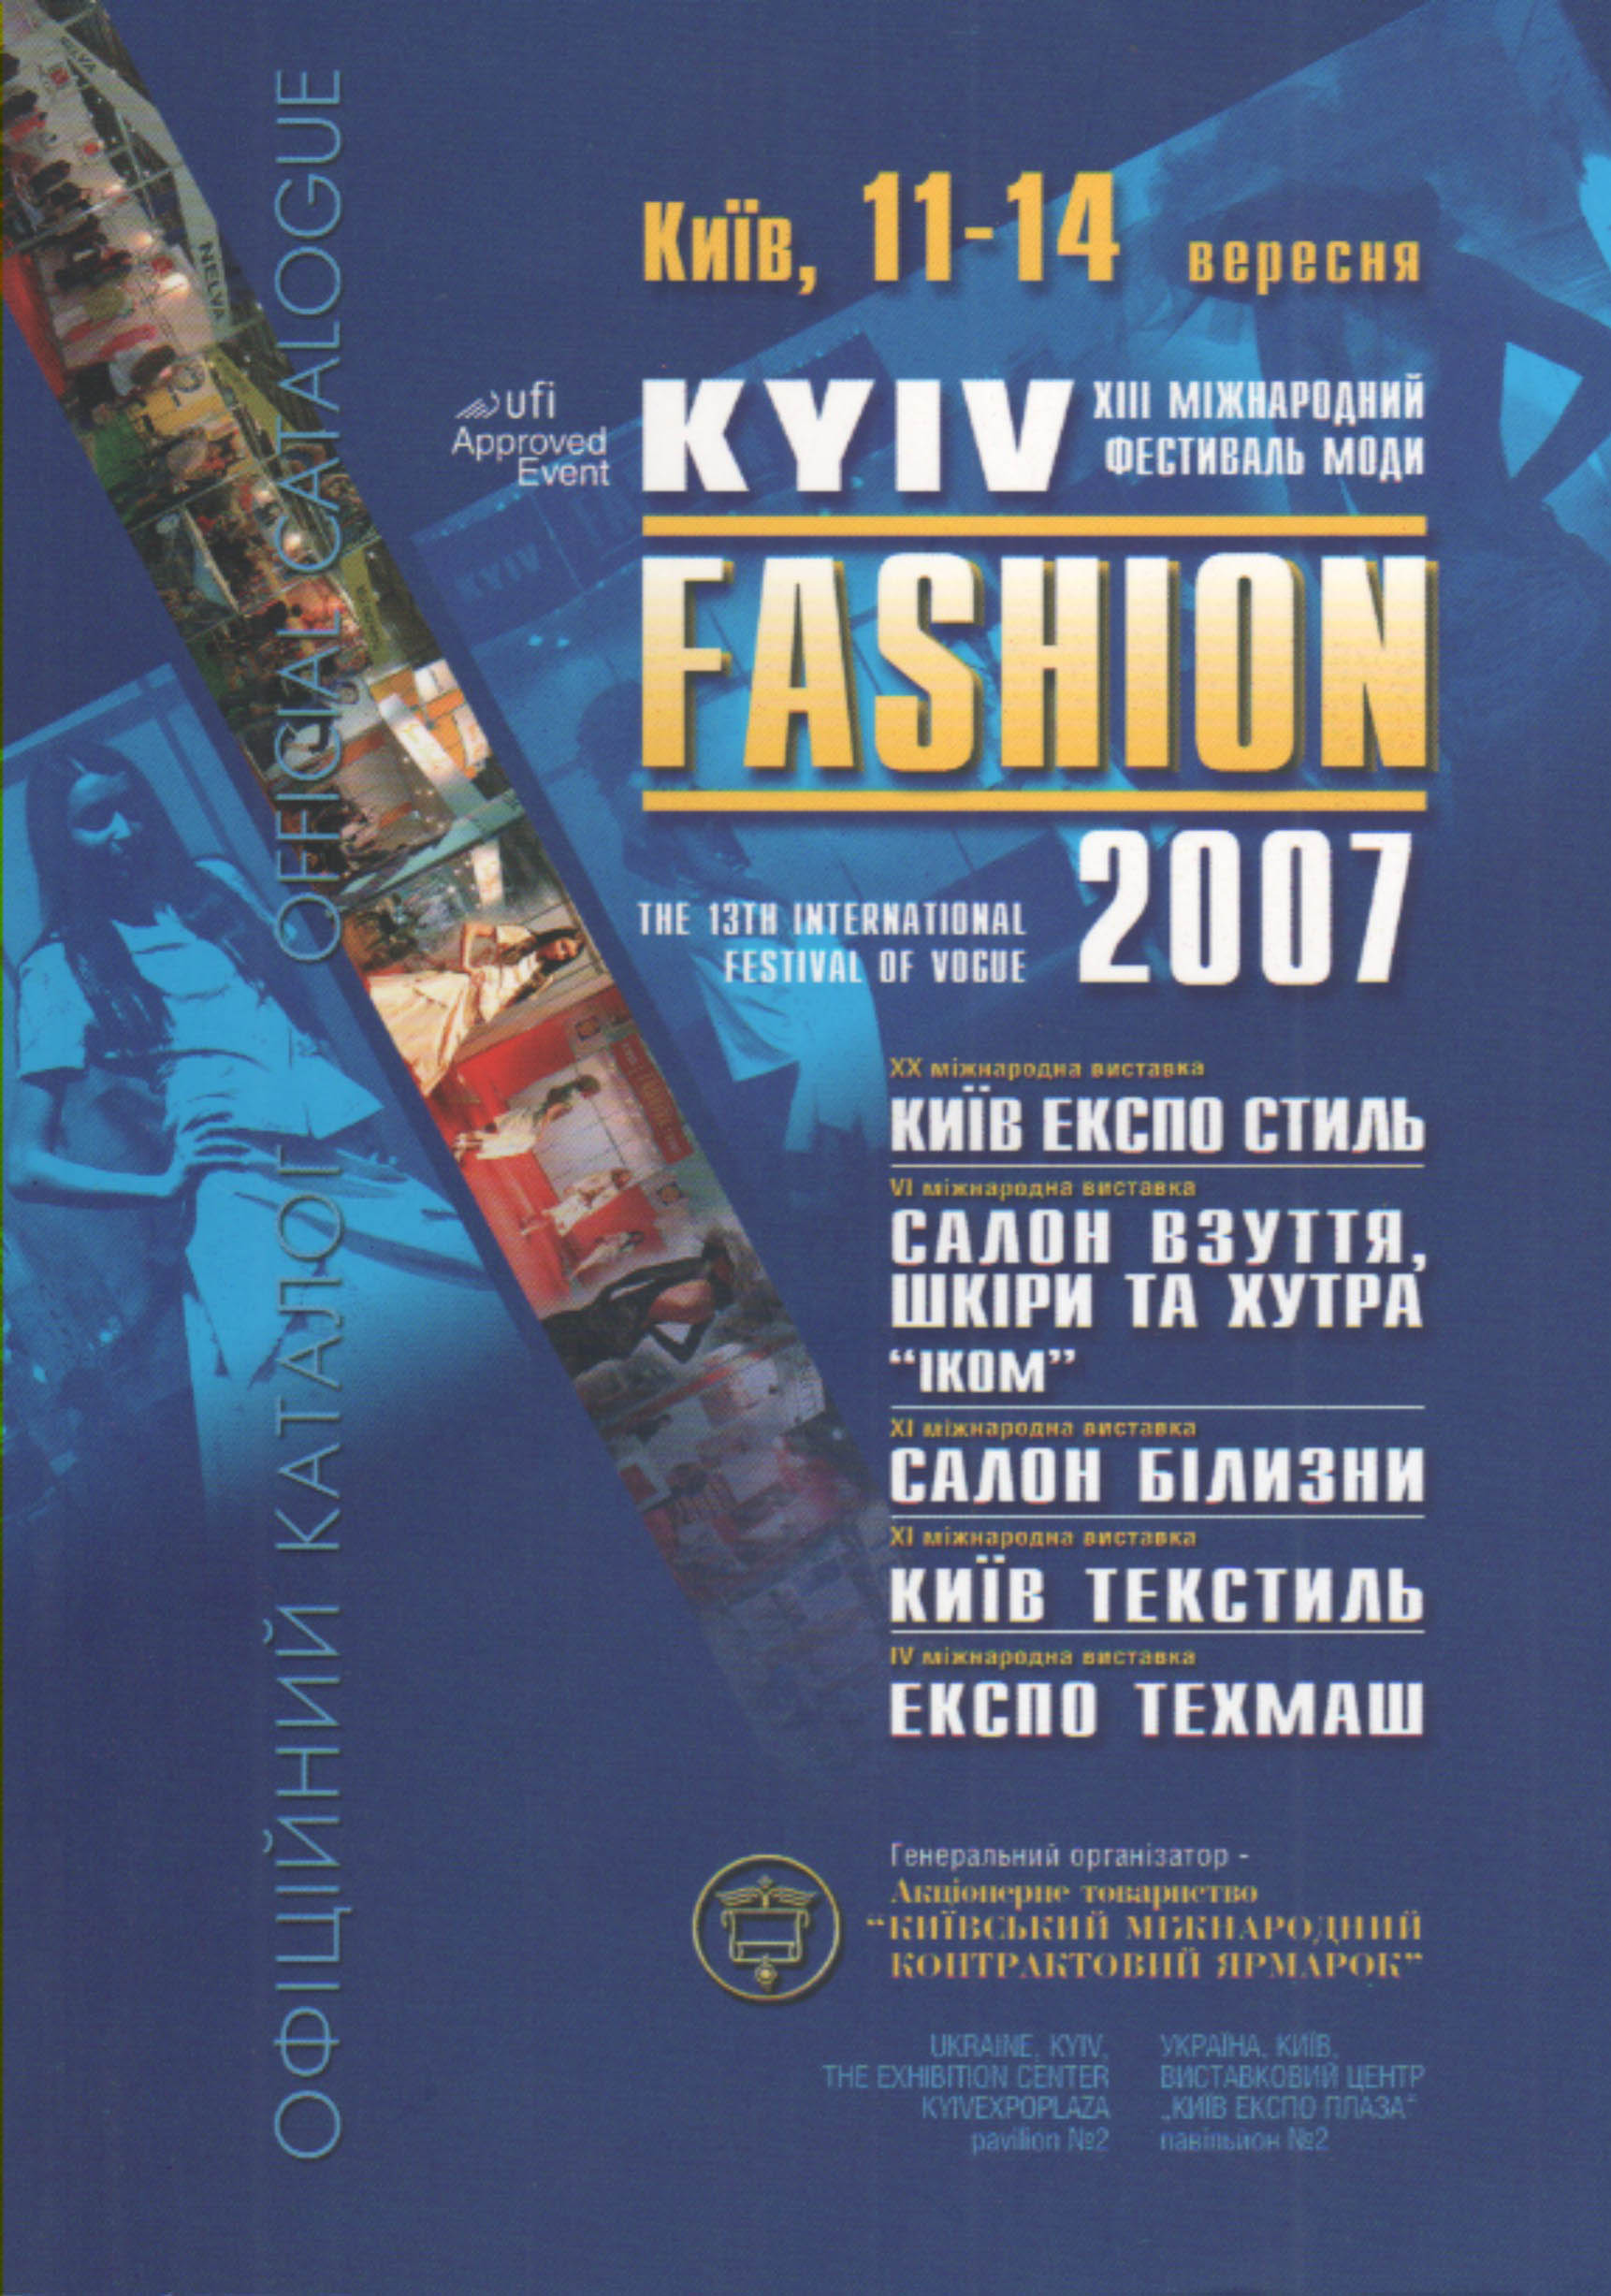 ОФІЦІЙНИЙ КАТАЛОГ OFFICIAL CATALOGUE
Київ, 11-14 вересня
ufi
Approved
Event
KYIV
XIII МІЖНАРОДНИЙ
ФЕСТИВАЛЬ МОДИ
FASHION
2007
THE 13TH INTERNATIONAL
FESTIVAL OF VOGUE
XX міжнародна виставка
КИЇВ ЕКСПО СТИЛЬ
VI міжнародна виставка
САЛОН ВЗУТТЯ,
ШКІРИ ТА ХУТРА
“ІКОМ”
XI міжнародна виставка
САЛОН БІЛИЗНИ
XI міжнародна виставка
КИЇВ ТЕКСТИЛЬ
IV міжнародна виставка
ЕКСПО ТЕХМАШ
Генеральний організатор -
Акціонерне товариство
“КИЇВСЬКИЙ МІЖНАРОДНИЙ
КОНТРАКТОВИЙ ЯРМАРОК”
UKRAINE, KYIV,
THE EXHIBITION CENTER
KYIVEXPOPLAZA
pavilion №2
УКРАЇНА, КИЇВ,
ВИСТАВКОВИЙ ЦЕНТР
„КИЇВ ЕКСПО ПЛАЗА“
павільйон №2
NELVA
KYIV